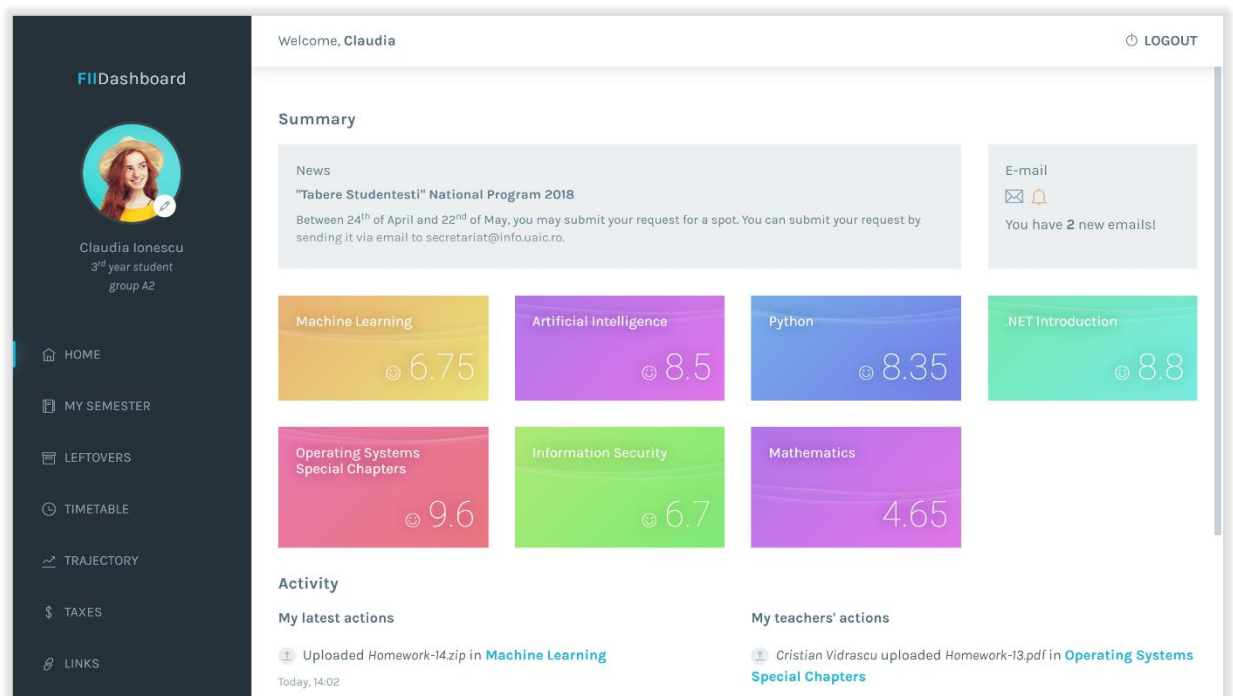 Welcome, Claudia
LOGOUT
FIIDashboard
Claudia Ionescu
3rd year student
group A2
HOME
MY SEMESTER
LEFTOVERS
TIMETABLE
TRAJECTORY
$ TAXES
LINKS
Summary
News
"Tabere Studentesti" National Program 2018
Between 24th of April and 22nd of May, you may submit your request for a spot. You can submit your request by
sending it via email to secretariat@info.uaic.ro.
E-mail
You have 2 new emails!
Machine Learning
6.75
Artificial Intelligence
8.5
Python
8.35
.NET Introduction
8.8
Operating Systems
Special Chapters
9.6
Information Security
6.7
Mathematics
4.65
Activity
My latest actions
Uploaded Homework-14.zip in Machine Learning
Today, 14:02
My teachers' actions
Cristian Vidrascu uploaded Homework-13.pdf in Operating Systems
Special Chapters